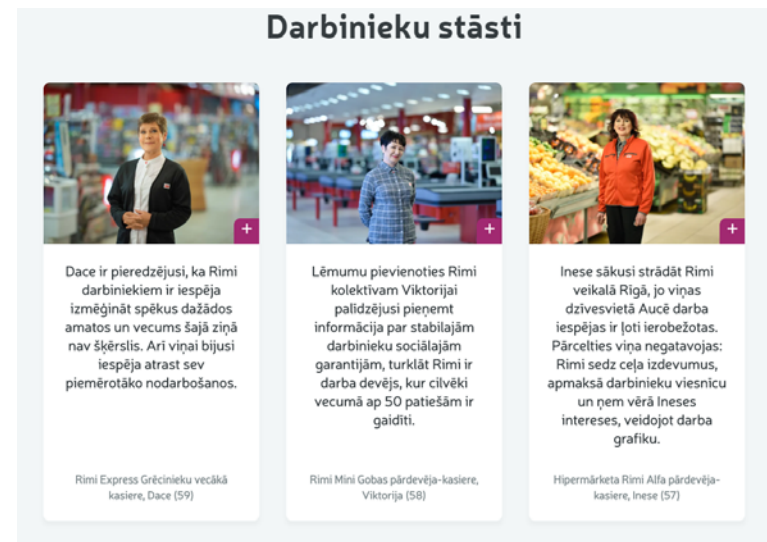 Darbinieku stāsti
Dace ir pieredzējusi, ka Rimi
darbiniekiem ir iespēja
izmēģināt spēkus dažādos
amatos un vecums šajā ziņā
nav šķērslis. Arī viņai bijusi
iespēja atrast sev
piemērotāko nodarbošanos.
Rimi Express Grēcinieku vecākā
kasiere, Dace (59)
Lēmumu pievienoties Rimi
kolektīvam Viktorijai
palīdzējusi pieņemt
informācija par stabilajām
darbinieku sociālajām
garantijām, turklāt Rimi ir
darba devējs, kur cilvēki
vecumā ap 50 patiešām ir
gaidīti.
Rimi Mini Gobas pārdevēja-kasiere,
Viktorija (58)
Inese sākusi strādāt Rimi
veikalā Rīgā, jo viņas
dzīvesvietā Aucē darba
iespējas ir ļoti ierobežotas.
Pārcelties viņa negatavojas:
Rimi sedz ceļa izdevumus,
apmaksā darbinieku viesnīcu
un ņem vērā Ineses
intereses, veidojot darba
grafiku.
Hipermārketa Rimi Alfa pārdevēja-
kasiere, Inese (57)